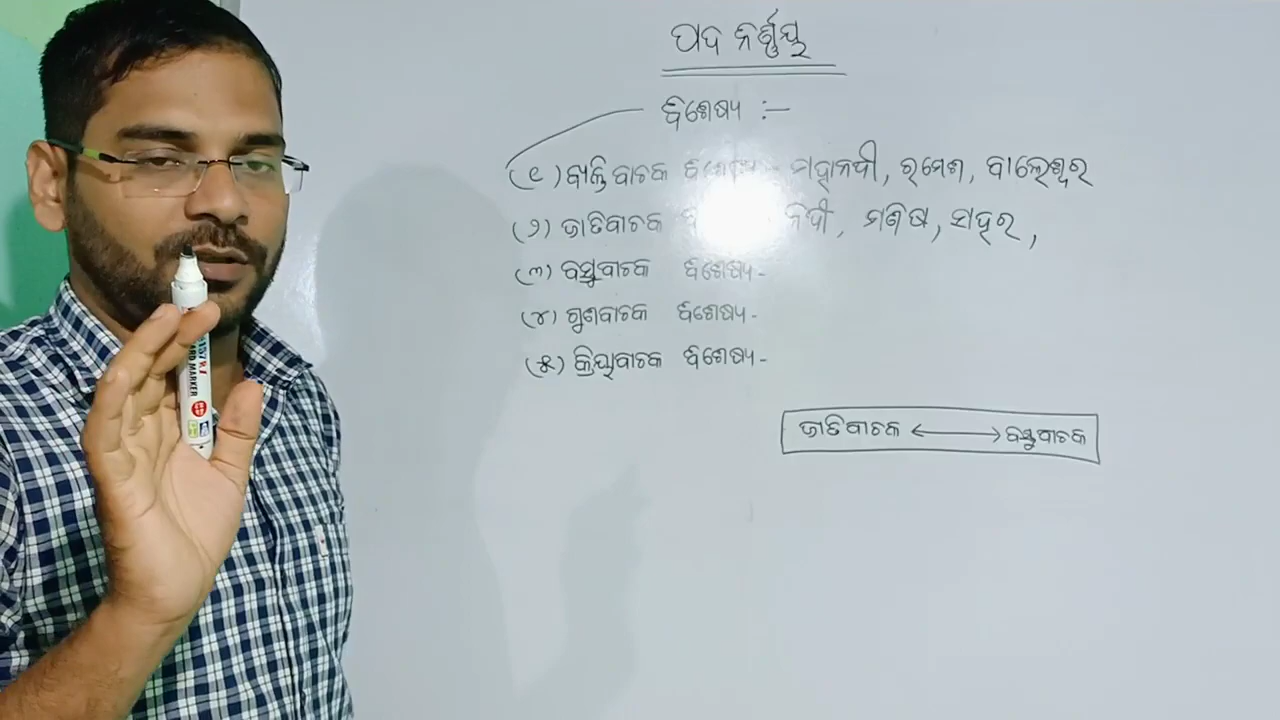 ପଦ ନିର୍ଣ୍ଣୟ
ବିଶେଷ୍ୟ :-
(୧) ବ୍ୟକ୍ତିବାଚକ ବିଶେଷ୍ୟ - ମହାନଦୀ, ରମେଶ, ବାଲେଶ୍ୱର
(୨) ଜାତିବାଚକ ନଦୀ, ମଣିଷ, ସହର,
(୩) ବସ୍ତୁବାଚକ ବିଶେଷ୍ୟ -
(୪) ଗୁଣବାଚକ ବିଶେଷ୍ୟ -
(୫) କ୍ରିୟାବାଚକ ବିଶେଷ୍ୟ -
ଜାତିବାଚକ ⟷ ବସ୍ତୁବାଚକ